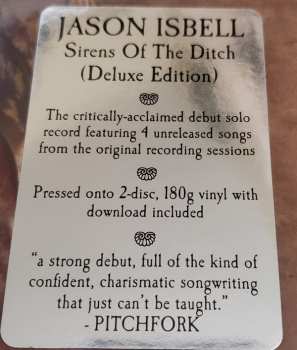 JASON ISBELL
Sirens Of The Ditch
(Deluxe Edition)
The critically-acclaimed debut solo
record featuring 4 unreleased songs
from the original recording sessions
Pressed onto 2-disc, 180g vinyl with
download included
“a strong debut, full of the kind of
confident, charismatic songwriting
that just can't be taught.”
- PITCHFORK